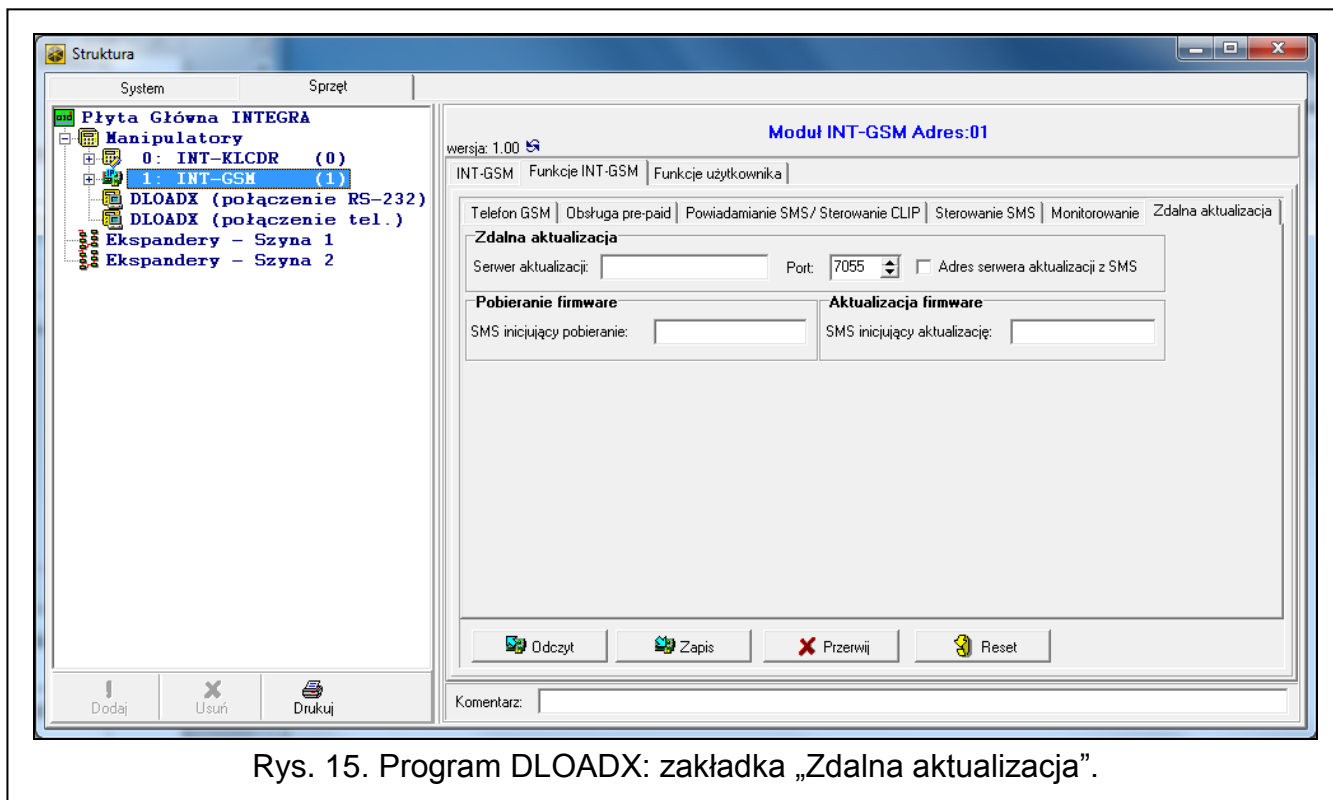 Struktura
System Sprzęt
Płyta Główna INTEGRA
Manipulatory
0: INT-KLCDR (0)
1: INT-GSM (1)
DLOADX (połączenie RS-232)
DLOADX (połączenie tel.)
Ekspandery – Szyna 1
Ekspandery – Szyna 2
Dodaj Usuń Drukuj
Moduł INT-GSM Adres:01
wersja: 1.00
INT-GSM Funkcje INT-GSM Funkcje użytkownika
Telefon GSM Obsługa pre-paid Powiadamianie SMS/ Sterowanie CLIP Sterowanie SMS Monitorowanie Zdalna aktualizacja
Zdalna aktualizacja
Serwer aktualizacji: Port: 7055 Adres serwera aktualizacji z SMS
Pobieranie firmware Aktualizacja firmware
SMS inicjujący pobieranie: SMS inicjujący aktualizację:
Odczyt Zapis Przerwij Reset
Komentarz:
Rys. 15. Program DLOADX: zakładka „Zdalna aktualizacja”.